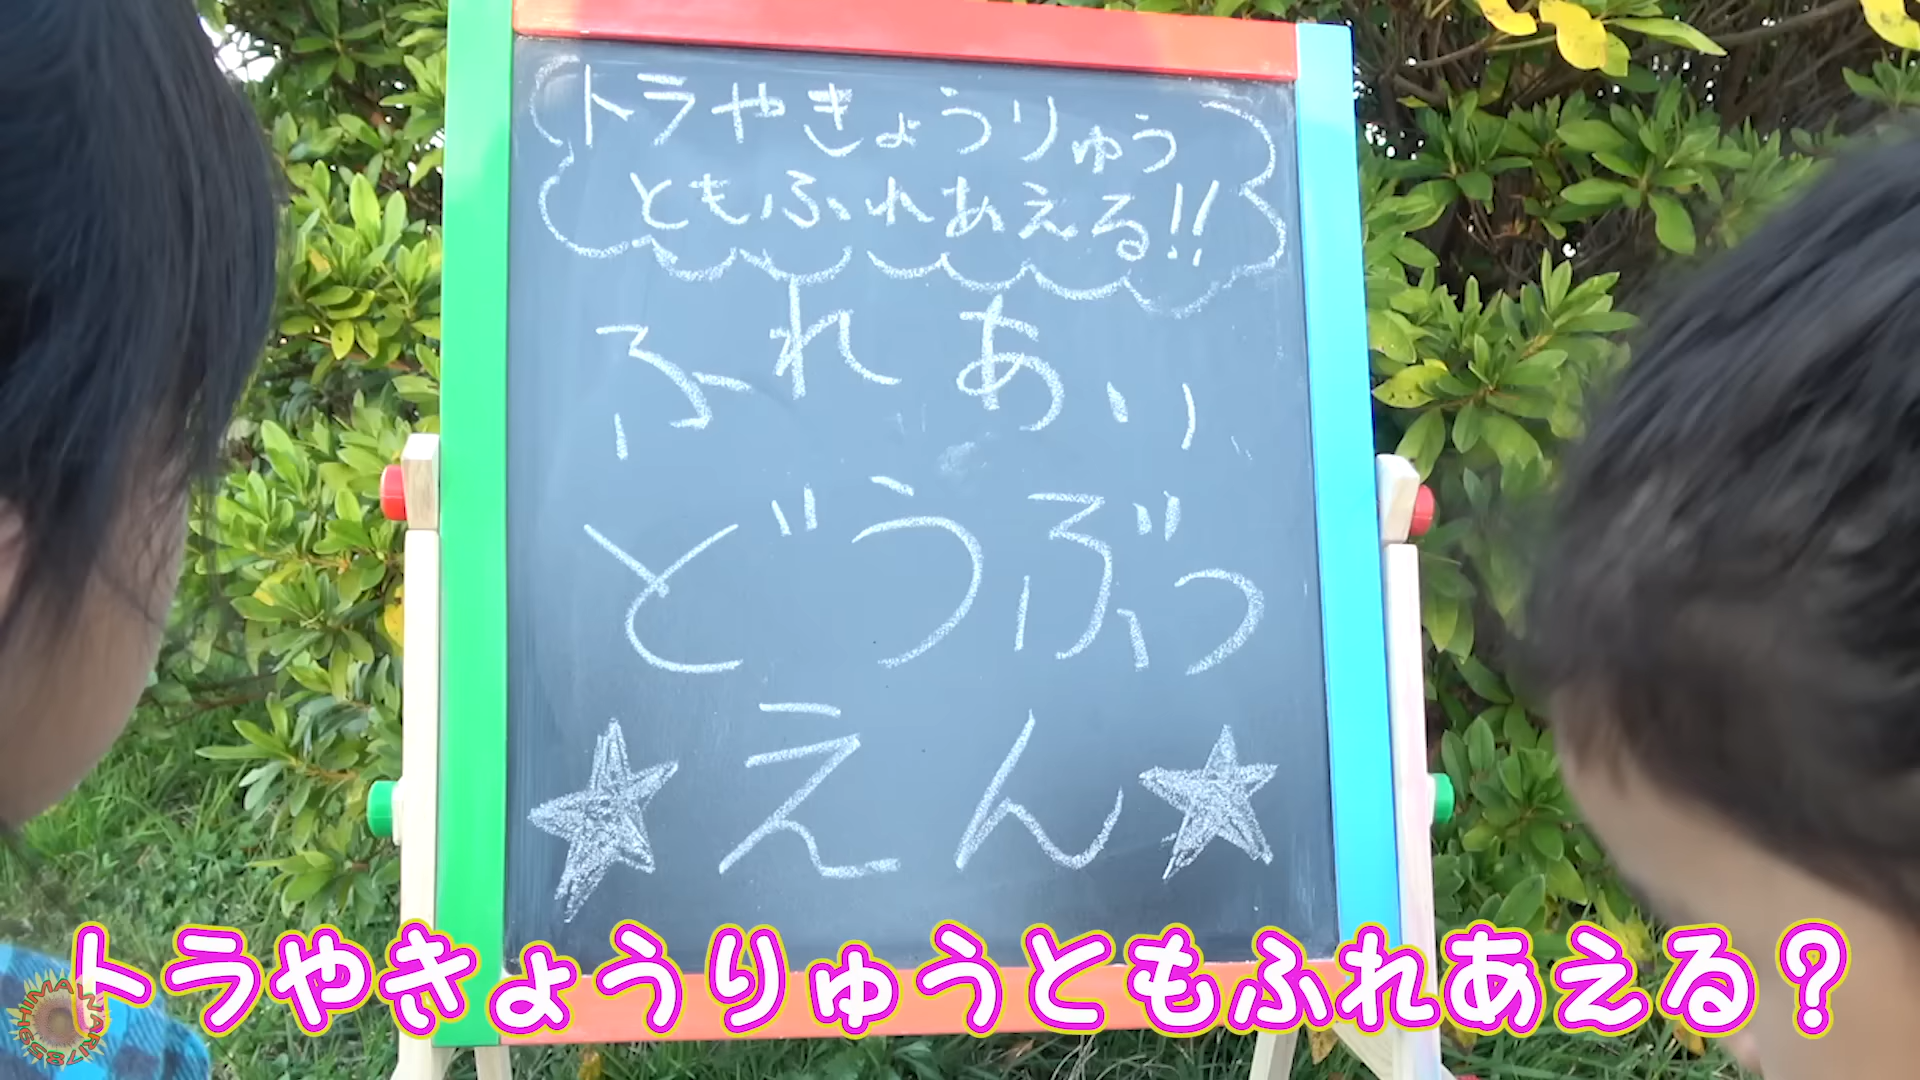 トラやきょうりゅう
ともふれあえる!!
ふれあい
どうぶつ
★えん★
トラやきょうりゅうともふれあえる？
HIMAWARI